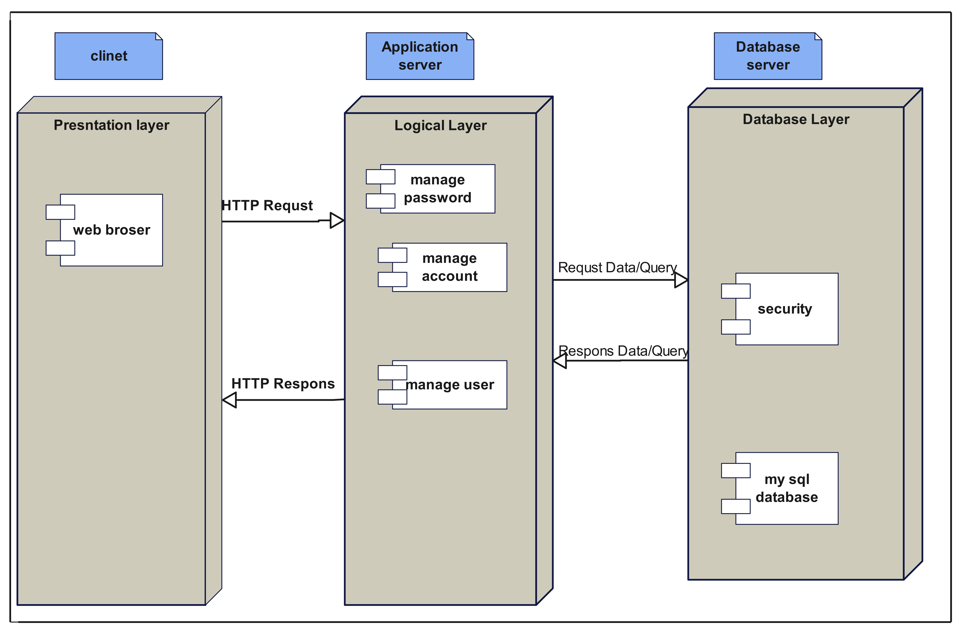 clinet
Application
server
Database
server
Presntation layer
Logical Layer
Database Layer
manage
password
web broser
HTTP Requst
manage
account
Requst Data/Query
security
Respons Data/Query
HTTP Respons
manage user
my sql
database